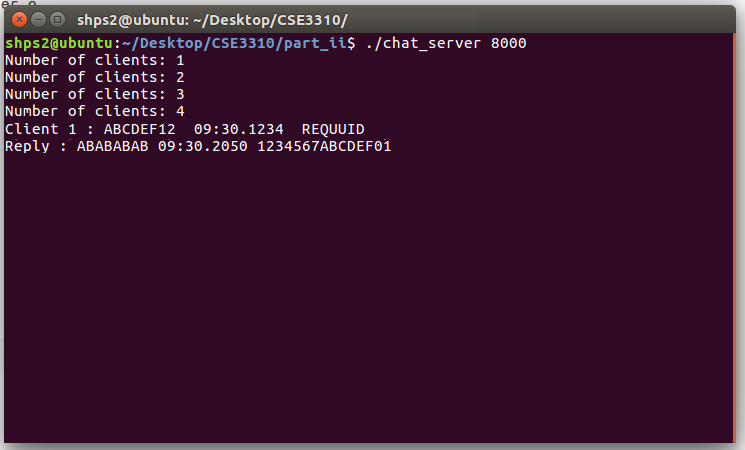 shps2@ubuntu: ~/Desktop/CSE3310/
shps2@ubuntu:~/Desktop/CSE3310/part_ii$ ./chat_server 8000
Number of clients: 1
Number of clients: 2
Number of clients: 3
Number of clients: 4
Client 1 : ABCDEF12  09:30.1234  REQUUID
Reply : ABABABAB 09:30.2050 1234567ABCDEF01